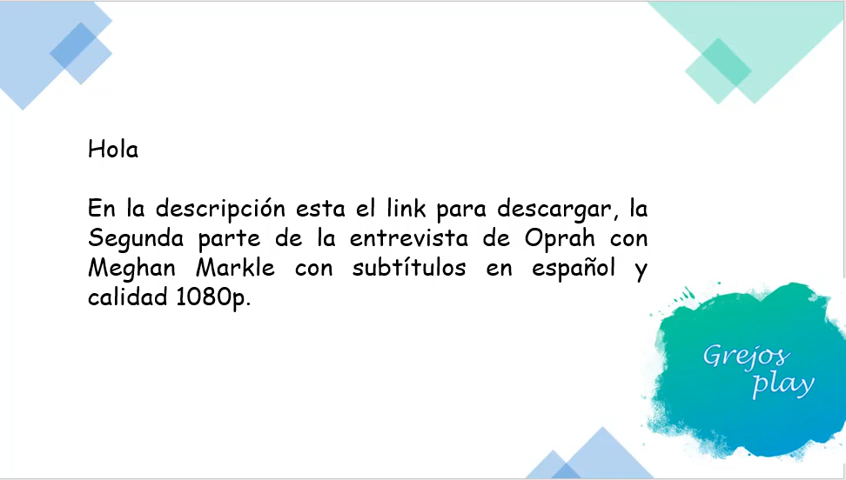 Hola
En la descripción esta el link para descargar, la
Segunda parte de la entrevista de Oprah con
Meghan Markle con subtítulos en español y
calidad 1080p.
Grejos
play